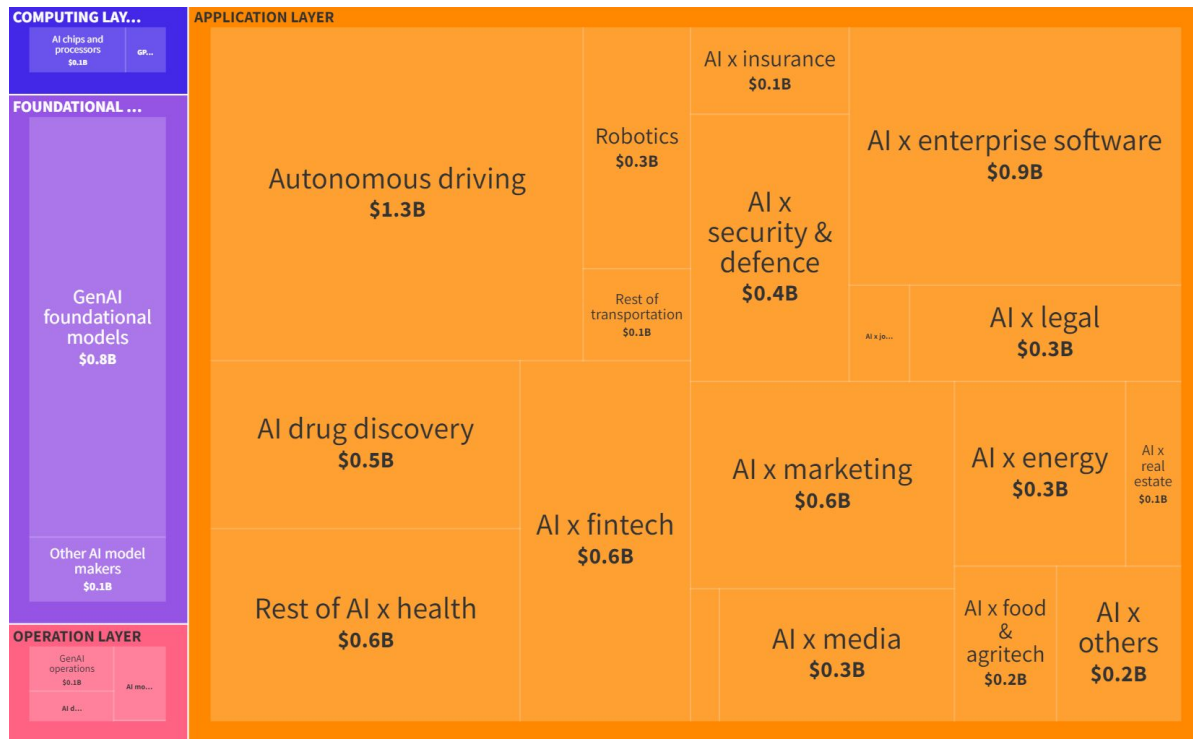 COMPUTING LAY...
AI chips and
processors
$0.1B
GP...
FOUNDATIONAL ...
GenAI
foundational
models
$0.8B
Other AI model
makers
$0.1B
OPERATION LAYER
GenAI
operations
$0.1B
AI d...
AI mo...
APPLICATION LAYER
Autonomous driving
$1.3B
Robotics
$0.3B
Rest of
transportation
$0.1B
AI drug discovery
$0.5B
Rest of AI x health
$0.6B
AI x fintech
$0.6B
AI x insurance
$0.1B
AI x
security &
defence
$0.4B
AI x enterprise software
$0.9B
AI x jo...
AI x legal
$0.3B
AI x marketing
$0.6B
AI x energy
$0.3B
AI x
real
estate
$0.1B
AI x media
$0.3B
AI x food
&
agritech
$0.2B
AI x
others
$0.2B